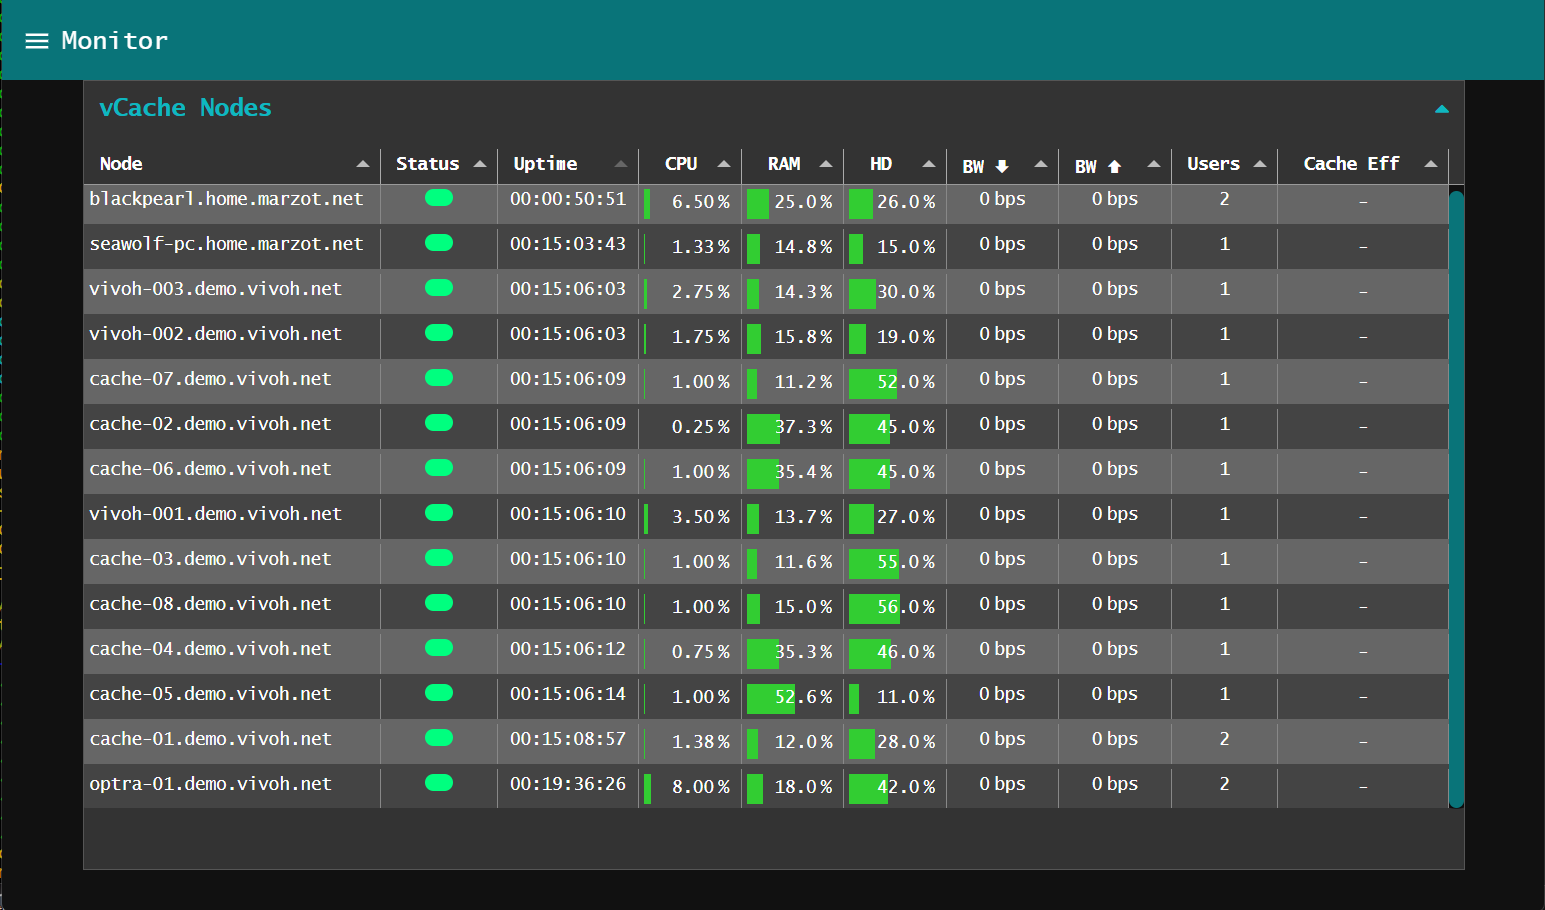 Monitor
vCache Nodes
Node Status Uptime CPU RAM HD BW BW Users Cache Eff
blackpearl.home.marzot.net 00:00:50:51 6.50% 25.0% 26.0% 0 bps 0 bps 2 –
seawolf-pc.home.marzot.net 00:15:03:43 1.33% 14.8% 15.0% 0 bps 0 bps 1 –
vivoh-003.demo.vivoh.net 00:15:06:03 2.75% 14.3% 30.0% 0 bps 0 bps 1 –
vivoh-002.demo.vivoh.net 00:15:06:03 1.75% 15.8% 19.0% 0 bps 0 bps 1 –
cache-07.demo.vivoh.net 00:15:06:09 1.00% 11.2% 52.0% 0 bps 0 bps 1 –
cache-02.demo.vivoh.net 00:15:06:09 0.25% 37.3% 45.0% 0 bps 0 bps 1 –
cache-06.demo.vivoh.net 00:15:06:09 1.00% 35.4% 45.0% 0 bps 0 bps 1 –
vivoh-001.demo.vivoh.net 00:15:06:10 3.50% 13.7% 27.0% 0 bps 0 bps 1 –
cache-03.demo.vivoh.net 00:15:06:10 1.00% 11.6% 55.0% 0 bps 0 bps 1 –
cache-08.demo.vivoh.net 00:15:06:10 1.00% 15.0% 56.0% 0 bps 0 bps 1 –
cache-04.demo.vivoh.net 00:15:06:12 0.75% 35.3% 46.0% 0 bps 0 bps 1 –
cache-05.demo.vivoh.net 00:15:06:14 1.00% 52.6% 11.0% 0 bps 0 bps 1 –
cache-01.demo.vivoh.net 00:15:08:57 1.38% 12.0% 28.0% 0 bps 0 bps 2 –
optra-01.demo.vivoh.net 00:19:36:26 8.00% 18.0% 42.0% 0 bps 0 bps 2 –